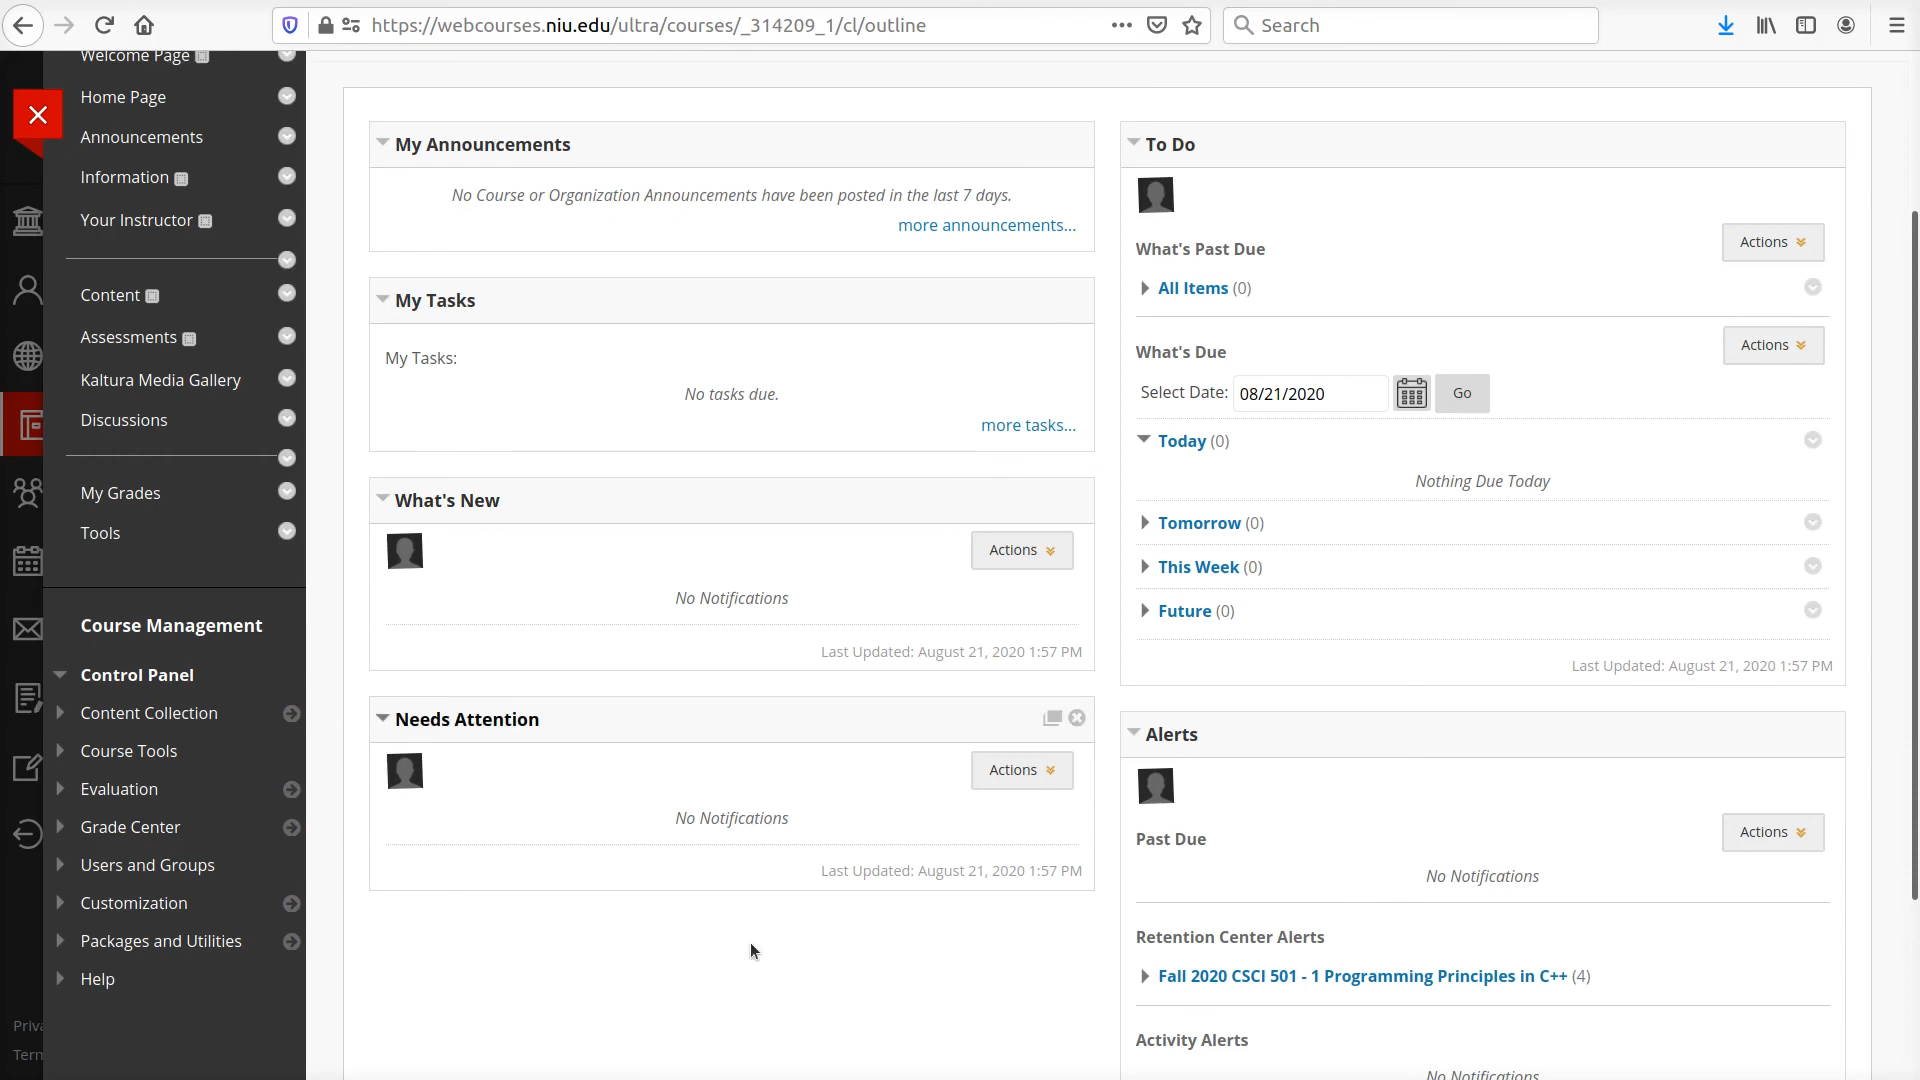 https://webcourses.niu.edu/ultra/courses/_314209_1/cl/outline
Search
Welcome Page
Home Page
Announcements
Information
Your Instructor
Content
Assessments
Kaltura Media Gallery
Discussions
My Grades
Tools
Course Management
Control Panel
Content Collection
Course Tools
Evaluation
Grade Center
Users and Groups
Customization
Packages and Utilities
Help
My Announcements
No Course or Organization Announcements have been posted in the last 7 days.
more announcements...
My Tasks
My Tasks:
No tasks due.
more tasks...
What's New
Actions
No Notifications
Last Updated: August 21, 2020 1:57 PM
Needs Attention
Actions
No Notifications
Last Updated: August 21, 2020 1:57 PM
To Do
Actions
What's Past Due
All Items (0)
Actions
What's Due
Select Date: 08/21/2020 Go
Today (0)
Nothing Due Today
Tomorrow (0)
This Week (0)
Future (0)
Last Updated: August 21, 2020 1:57 PM
Alerts
Actions
Past Due
No Notifications
Retention Center Alerts
Fall 2020 CSCI 501 - 1 Programming Principles in C++ (4)
Activity Alerts
No Notifications